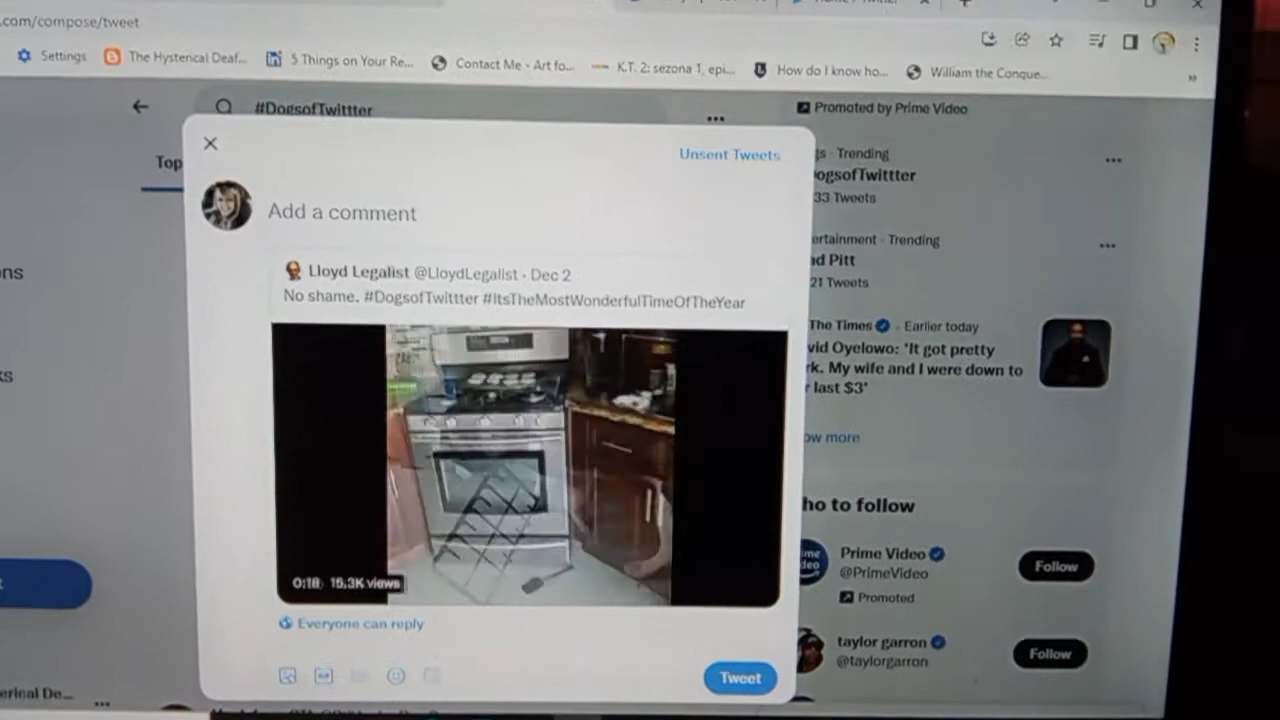 .com/compose/tweet
Settings
The Hysterical Deaf...
5 Things on Your Re...
Contact Me - Art fo...
K.T. 2: sezona 1, epi...
How do I know ho...
William the Conque...
#DogsofTwittter
Promoted by Prime Video
Top
Unsent Tweets
Add a comment
Lloyd Legalist @LloydLegalist · Dec 2
No shame. #DogsofTwittter #ItsTheMostWonderfulTimeOfTheYear
0:18 15.3K views
Everyone can reply
GIF
Tweet
gs · Trending
ogsofTwittter
33 Tweets
ertainment · Trending
ad Pitt
21 Tweets
The Times · Earlier today
vid Oyelowo: 'It got pretty
rk. My wife and I were down to
r last $3'
ow more
ho to follow
Prime Video
@PrimeVideo
Promoted
Follow
taylor garron
@taylorgarron
Follow
ons
ks
erical De...